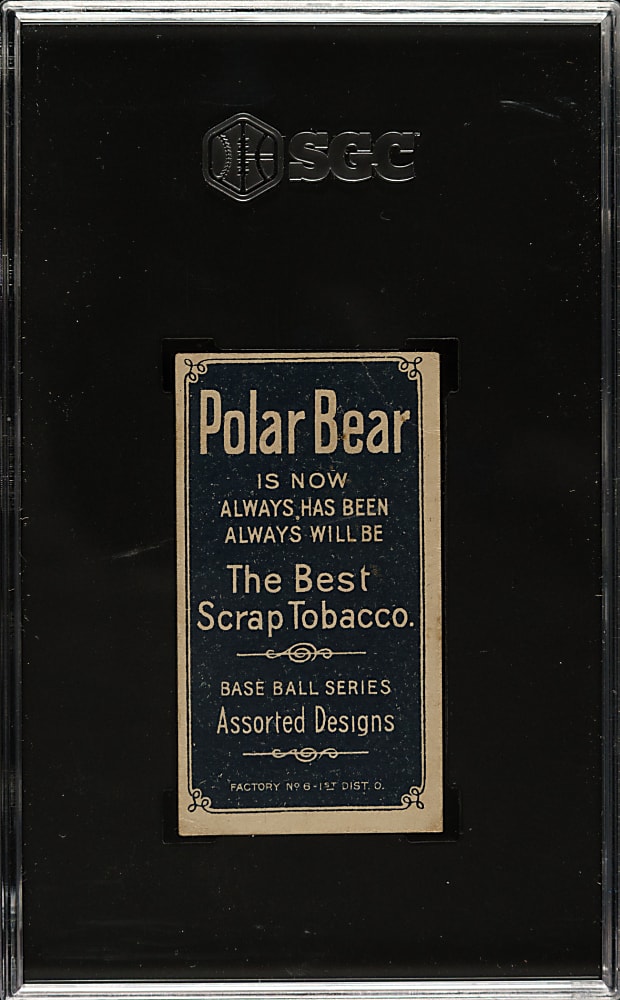 SGC
Polar Bear
IS NOW
ALWAYS, HAS BEEN
ALWAYS WILL BE
The Best
Scrap Tobacco.
BASE BALL SERIES
Assorted Designs
FACTORY Nº 6 - 1ST DIST. O.